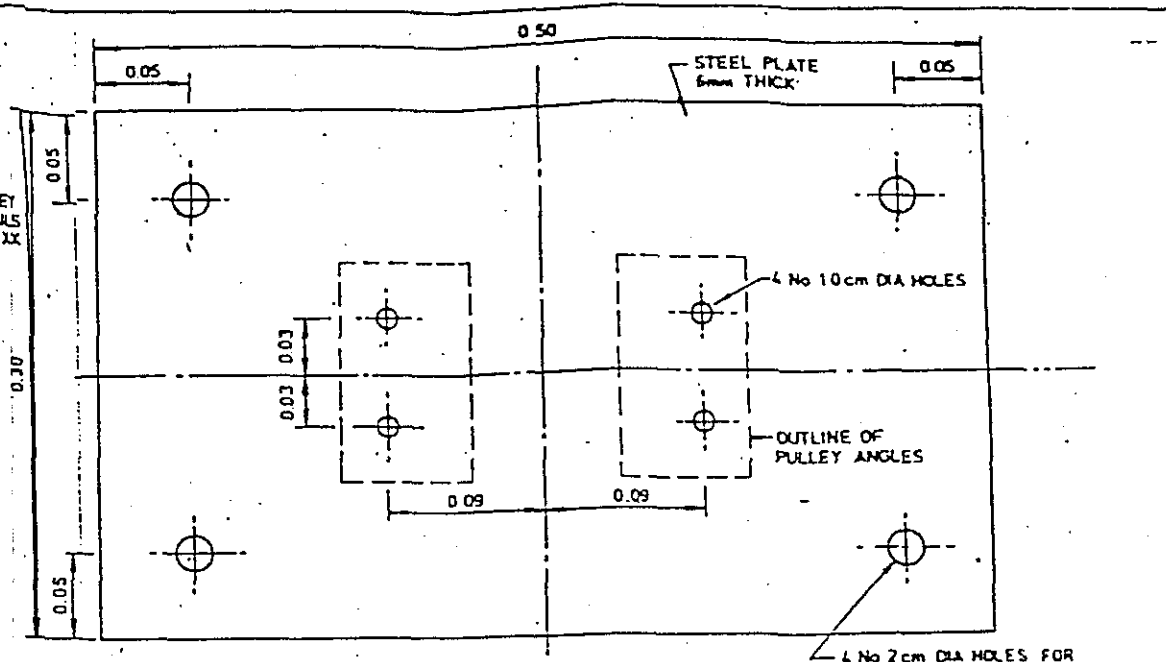 0.50
0.05
STEEL PLATE
6mm THICK
0.05
0.05
4 No 1.0cm DIA HOLES
0.03
0.30
0.03
OUTLINE OF
PULLEY ANGLES
0.09
0.09
0.05
4 No 2cm DIA HOLES FOR